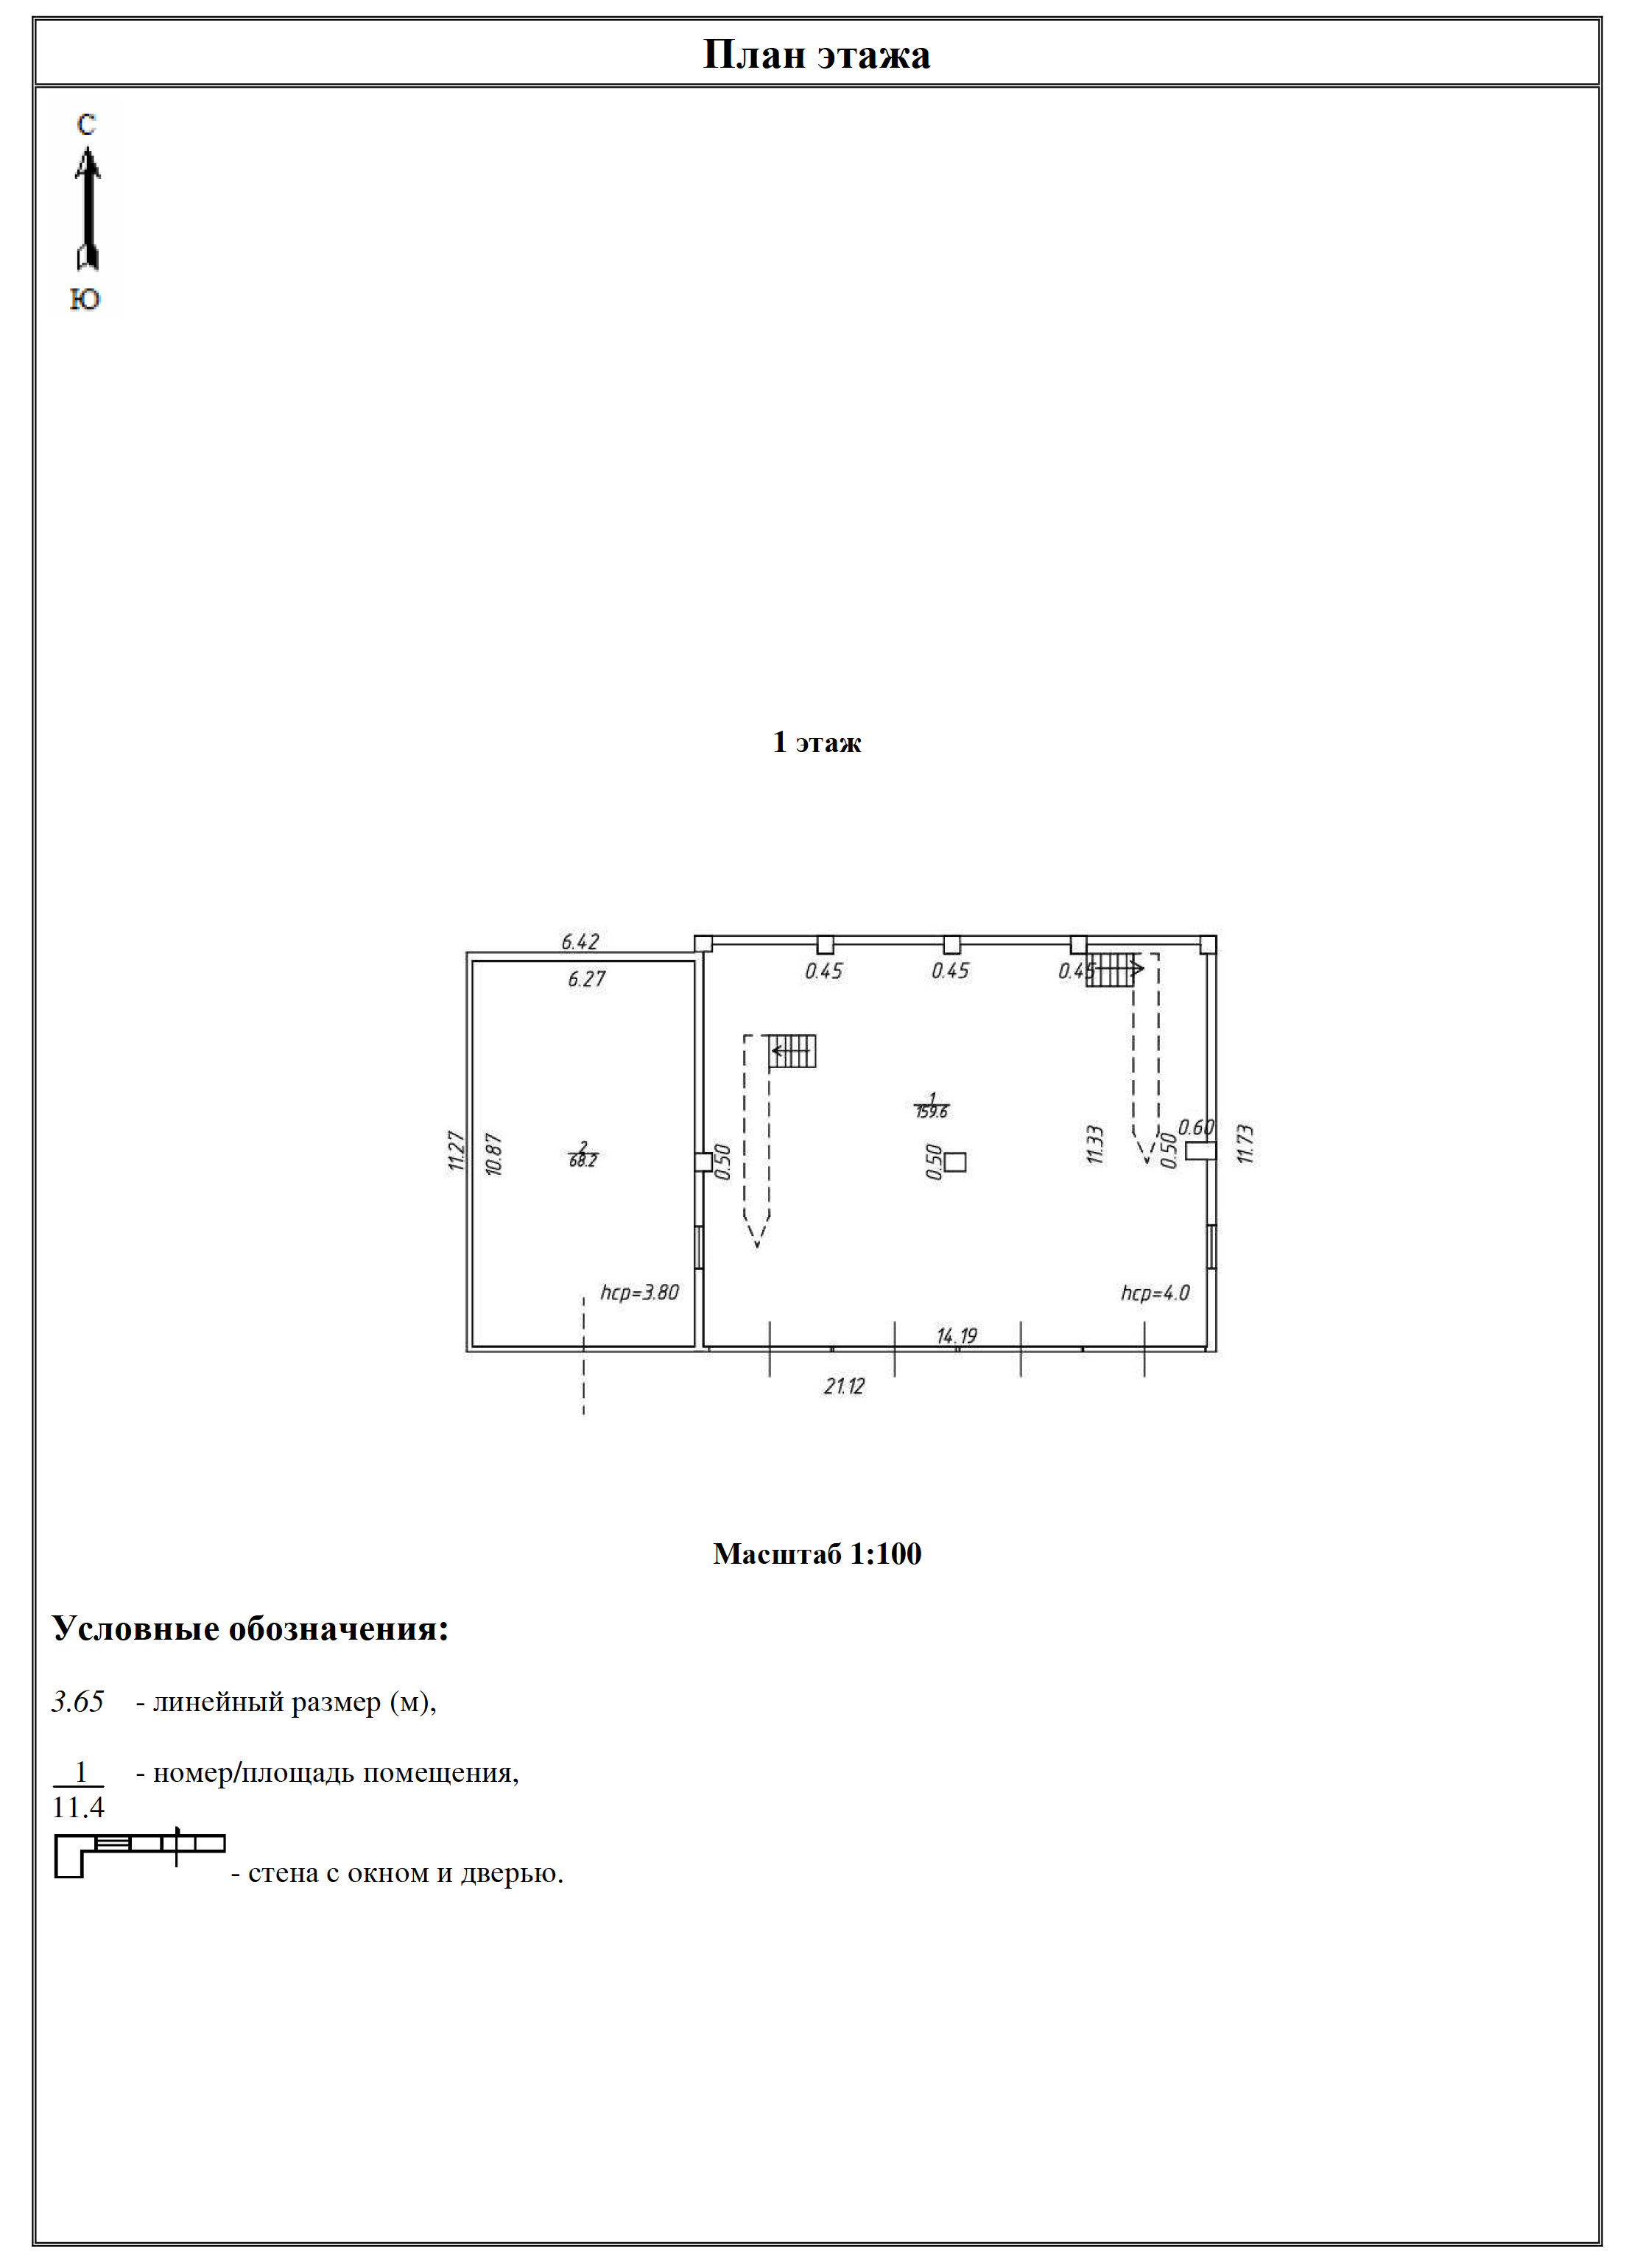 План этажа
С
Ю
1 этаж
6.42
6.27
0.45
0.45
0.45
1
159.6
0.60
11.27
10.87
2
68.2
0.50
0.50
11.33
0.50
11.73
hcp=3.80
hcp=4.0
14.19
21.12
Масштаб 1:100
Условные обозначения:
3.65 - линейный размер (м),
1 - номер/площадь помещения,
11.4
- стена с окном и дверью.